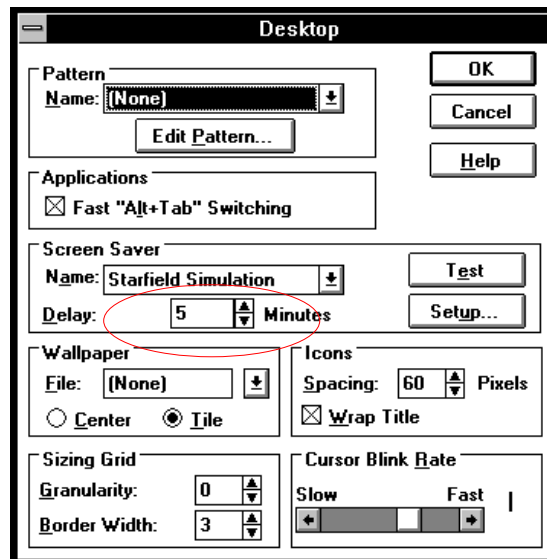 Desktop
Pattern
Name: (None)
Edit Pattern...
OK
Cancel
Help
Applications
Fast "Alt+Tab" Switching
Screen Saver
Name: Starfield Simulation
Delay: 5 Minutes
Test
Setup...
Wallpaper
File: (None)
Center Tile
Icons
Spacing: 60 Pixels
Wrap Title
Sizing Grid
Granularity: 0
Border Width: 3
Cursor Blink Rate
Slow Fast